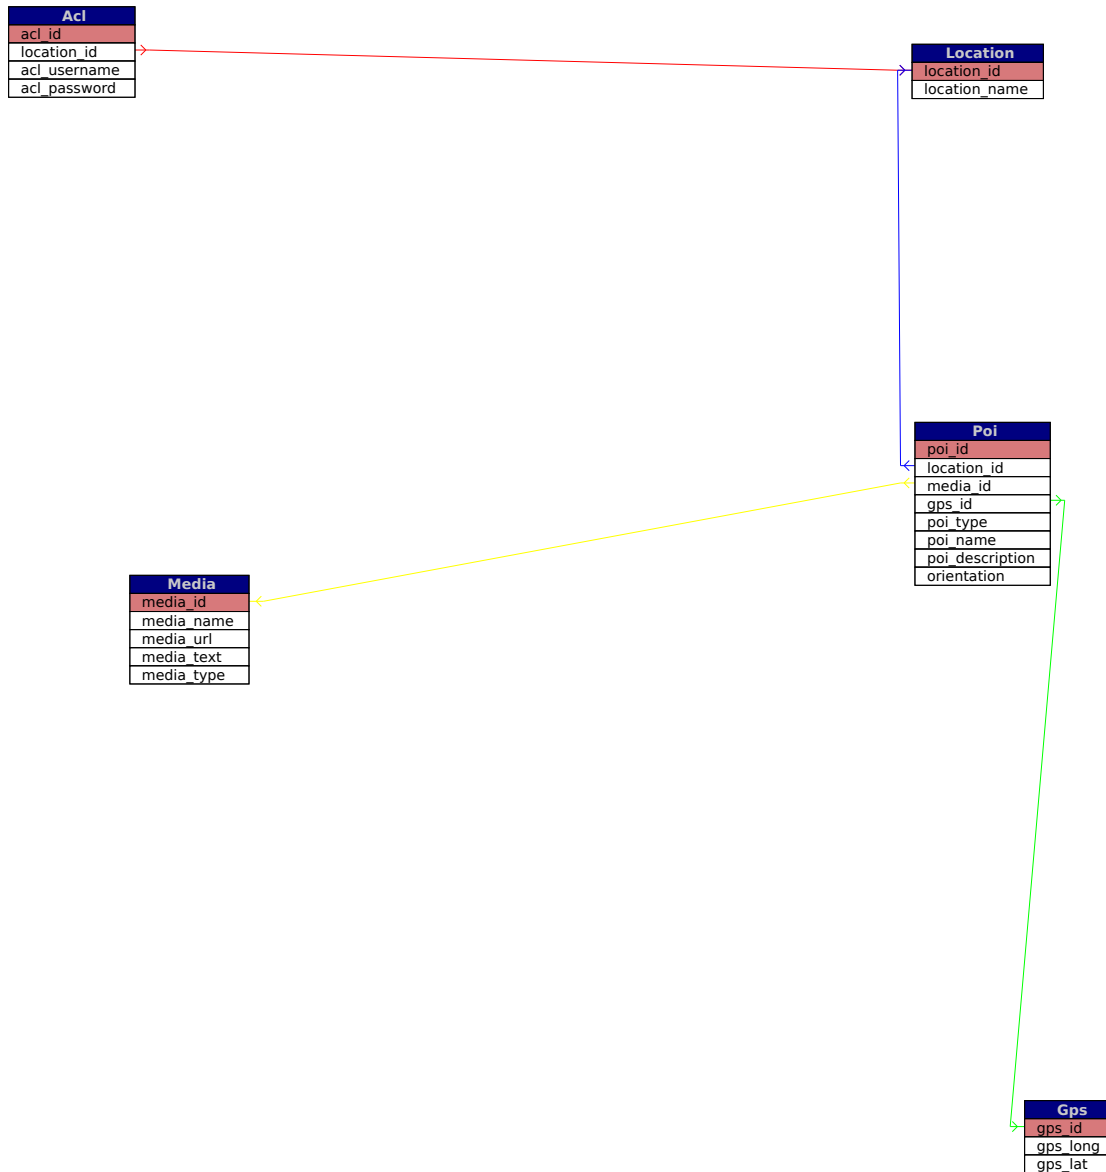 Acl
acl_id
location_id
acl_username
acl_password
Location
location_id
location_name
Poi
poi_id
location_id
media_id
gps_id
poi_type
poi_name
poi_description
orientation
Media
media_id
media_name
media_url
media_text
media_type
Gps
gps_id
gps_long
gps_lat